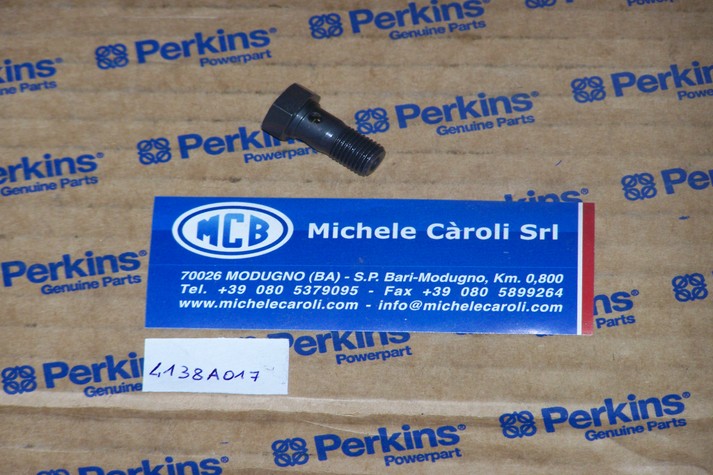 Perkins
Genuine Parts
Perkins
Powerpart
Perkins
Genuine Parts
Perkins
Powerpart
Perkins
Genuine Parts
Perkins
Genuine Parts
Perkins
Powerpart
MCB Michele Càroli Srl
70026 MODUGNO (BA) - S.P. Bari-Modugno, Km. 0,800
Tel. +39 080 5379095 - Fax +39 080 5899264
www.michelecaroli.com - info@michelecaroli.com
Perkins
Genuine Parts
Powerpart
4138A017
Perkins
Genuine Parts
Perkins
Genuine Parts
Perkins
Powerpart
Perkins